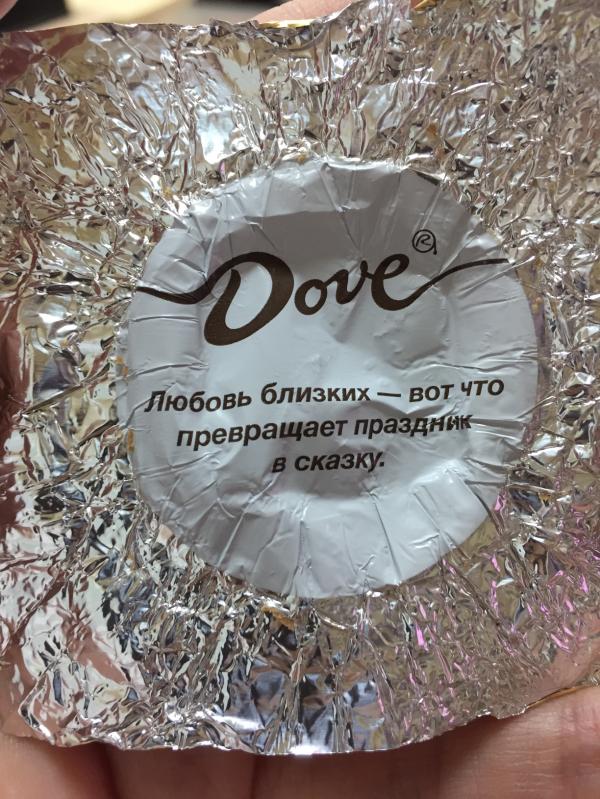 Dove®
Любовь близких — вот что
превращает праздник
в сказку.